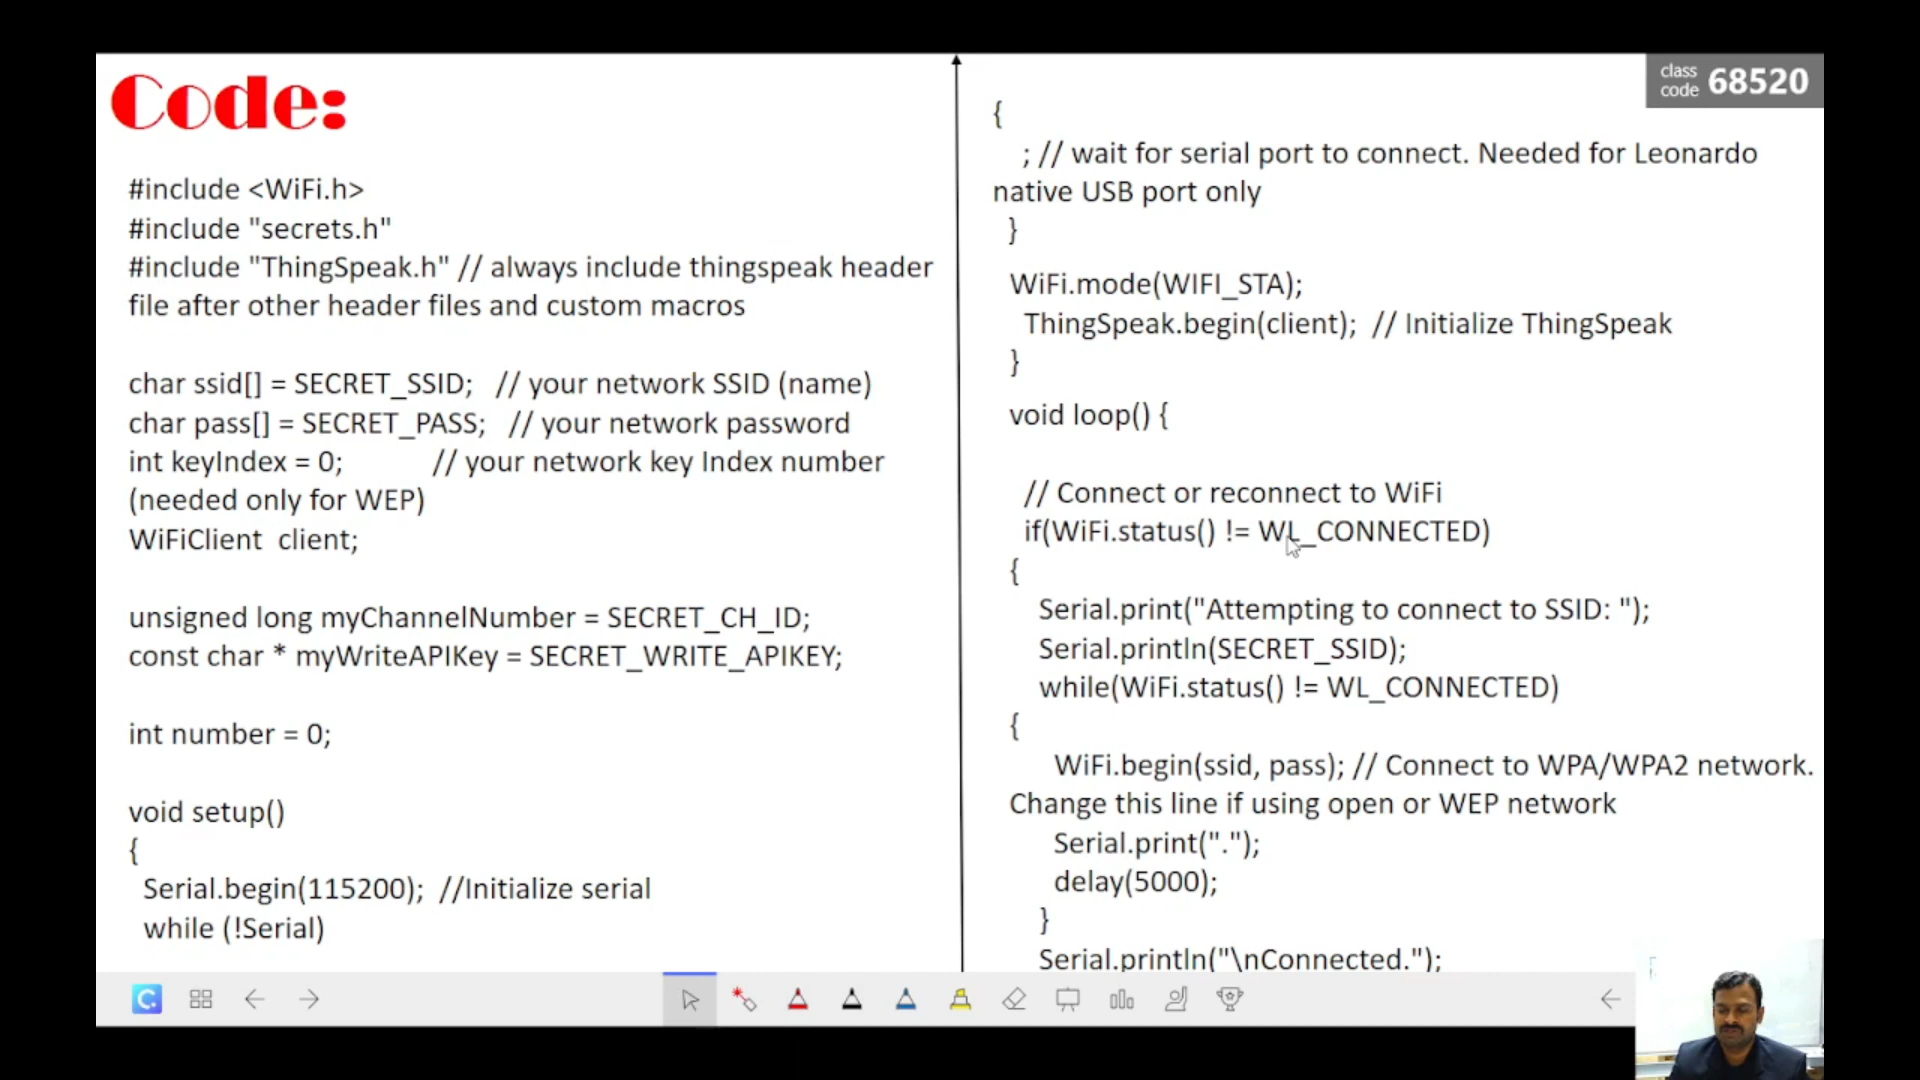 Code:
#include <WiFi.h>
#include "secrets.h"
#include "ThingSpeak.h" // always include thingspeak header
file after other header files and custom macros
char ssid[] = SECRET_SSID;   // your network SSID (name)
char pass[] = SECRET_PASS;   // your network password
int keyIndex = 0;            // your network key Index number
(needed only for WEP)
WiFiClient  client;
unsigned long myChannelNumber = SECRET_CH_ID;
const char * myWriteAPIKey = SECRET_WRITE_APIKEY;
int number = 0;
void setup()
{
Serial.begin(115200);  //Initialize serial
while (!Serial)
class code 68520
{
; // wait for serial port to connect. Needed for Leonardo
native USB port only
}
WiFi.mode(WIFI_STA);
ThingSpeak.begin(client);  // Initialize ThingSpeak
}
void loop() {
// Connect or reconnect to WiFi
if(WiFi.status() != WL_CONNECTED)
{
Serial.print("Attempting to connect to SSID: ");
Serial.println(SECRET_SSID);
while(WiFi.status() != WL_CONNECTED)
{
WiFi.begin(ssid, pass); // Connect to WPA/WPA2 network.
Change this line if using open or WEP network
Serial.print(".");
delay(5000);
}
Serial.println("\nConnected.");